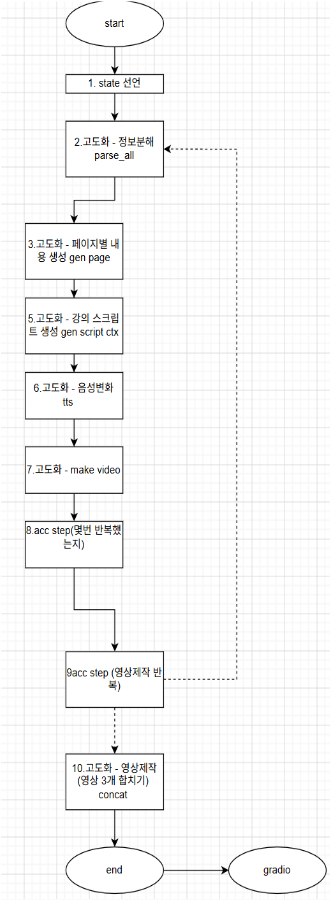 start
1. state 선언
2.고도화 - 정보분해
parse_all
3.고도화 - 페이지별 내
용 생성 gen page
5.고도화 - 강의 스크립
트 생성 gen script ctx
6.고도화 - 음성변화
tts
7.고도화 - make video
8.acc step(몇번 반복했
는지)
9acc step (영상제작 반
복)
10.고도화 - 영상제작
(영상 3개 합치기)
concat
end
gradio